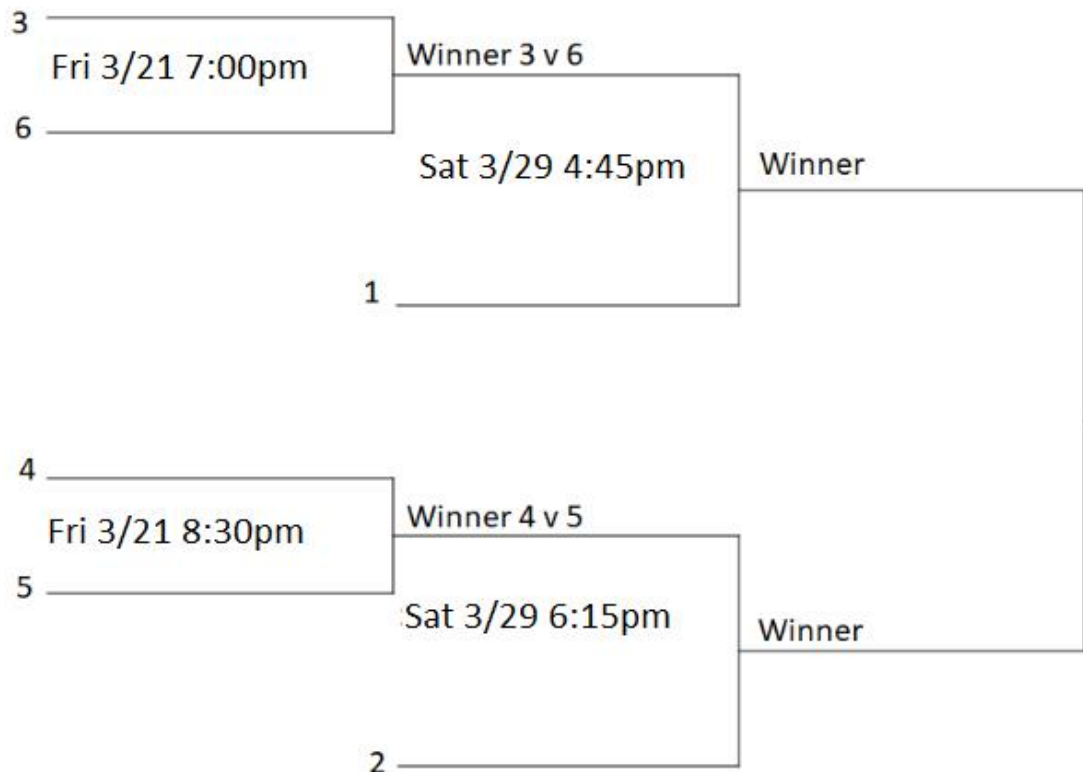 3
Fri 3/21 7:00pm
6
Winner 3 v 6
Sat 3/29 4:45pm
1
Winner
4
Fri 3/21 8:30pm
5
Winner 4 v 5
:Sat 3/29 6:15pm
2
Winner